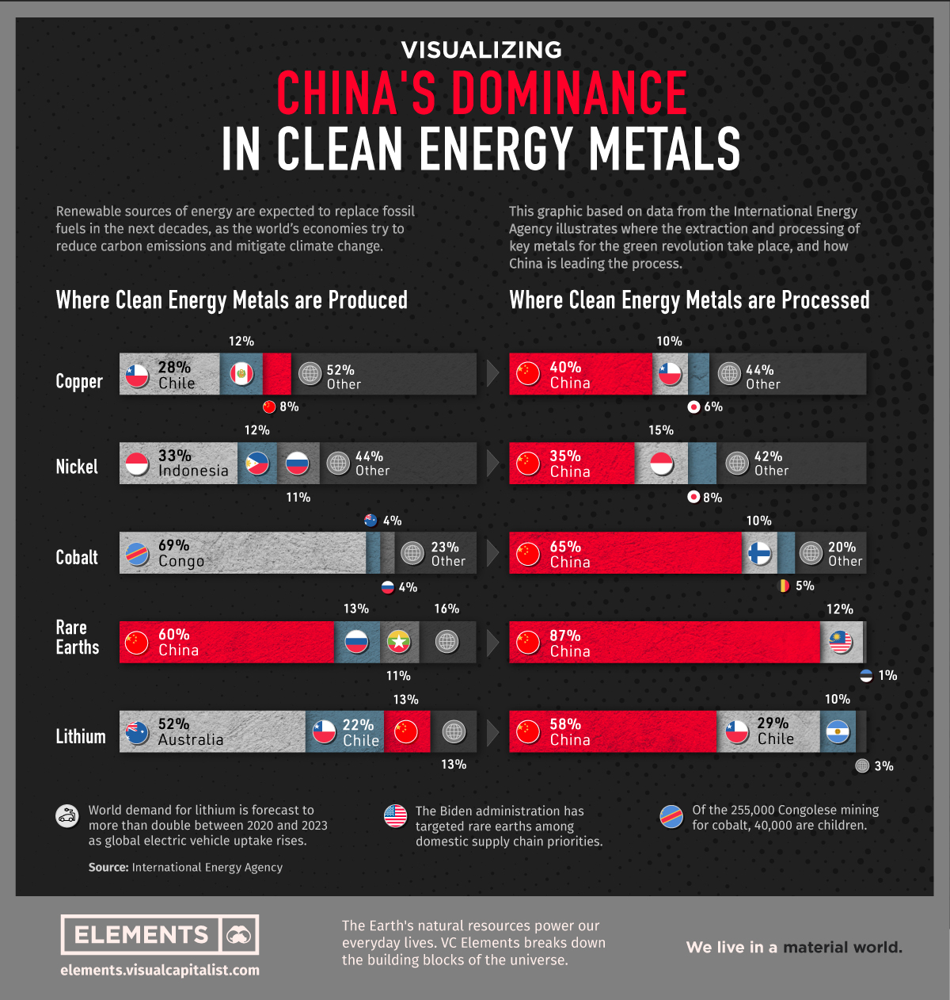 VISUALIZING
CHINA'S DOMINANCE
IN CLEAN ENERGY METALS
Renewable sources of energy are expected to replace fossil
fuels in the next decades, as the world's economies try to
reduce carbon emissions and mitigate climate change.
This graphic based on data from the International Energy
Agency illustrates where the extraction and processing of
key metals for the green revolution take place, and how
China is leading the process.
Where Clean Energy Metals are Produced
Where Clean Energy Metals are Processed
Copper
12%
28%
Chile
52%
Other
8%
10%
40%
China
44%
Other
6%
Nickel
12%
33%
Indonesia
44%
Other
11%
15%
35%
China
42%
Other
8%
Cobalt
4%
69%
Congo
23%
Other
4%
10%
65%
China
20%
Other
5%
Rare
Earths
13%
16%
60%
China
11%
12%
87%
China
1%
Lithium
13%
52%
Australia
22%
Chile
13%
10%
58%
China
29%
Chile
3%
World demand for lithium is forecast to
more than double between 2020 and 2023
as global electric vehicle uptake rises.
The Biden administration has
targeted rare earths among
domestic supply chain priorities.
Of the 255,000 Congolese mining
for cobalt, 40,000 are children.
Source: International Energy Agency
ELEMENTS
elements.visualcapitalist.com
The Earth's natural resources power our
everyday lives. VC Elements breaks down
the building blocks of the universe.
We live in a material world.